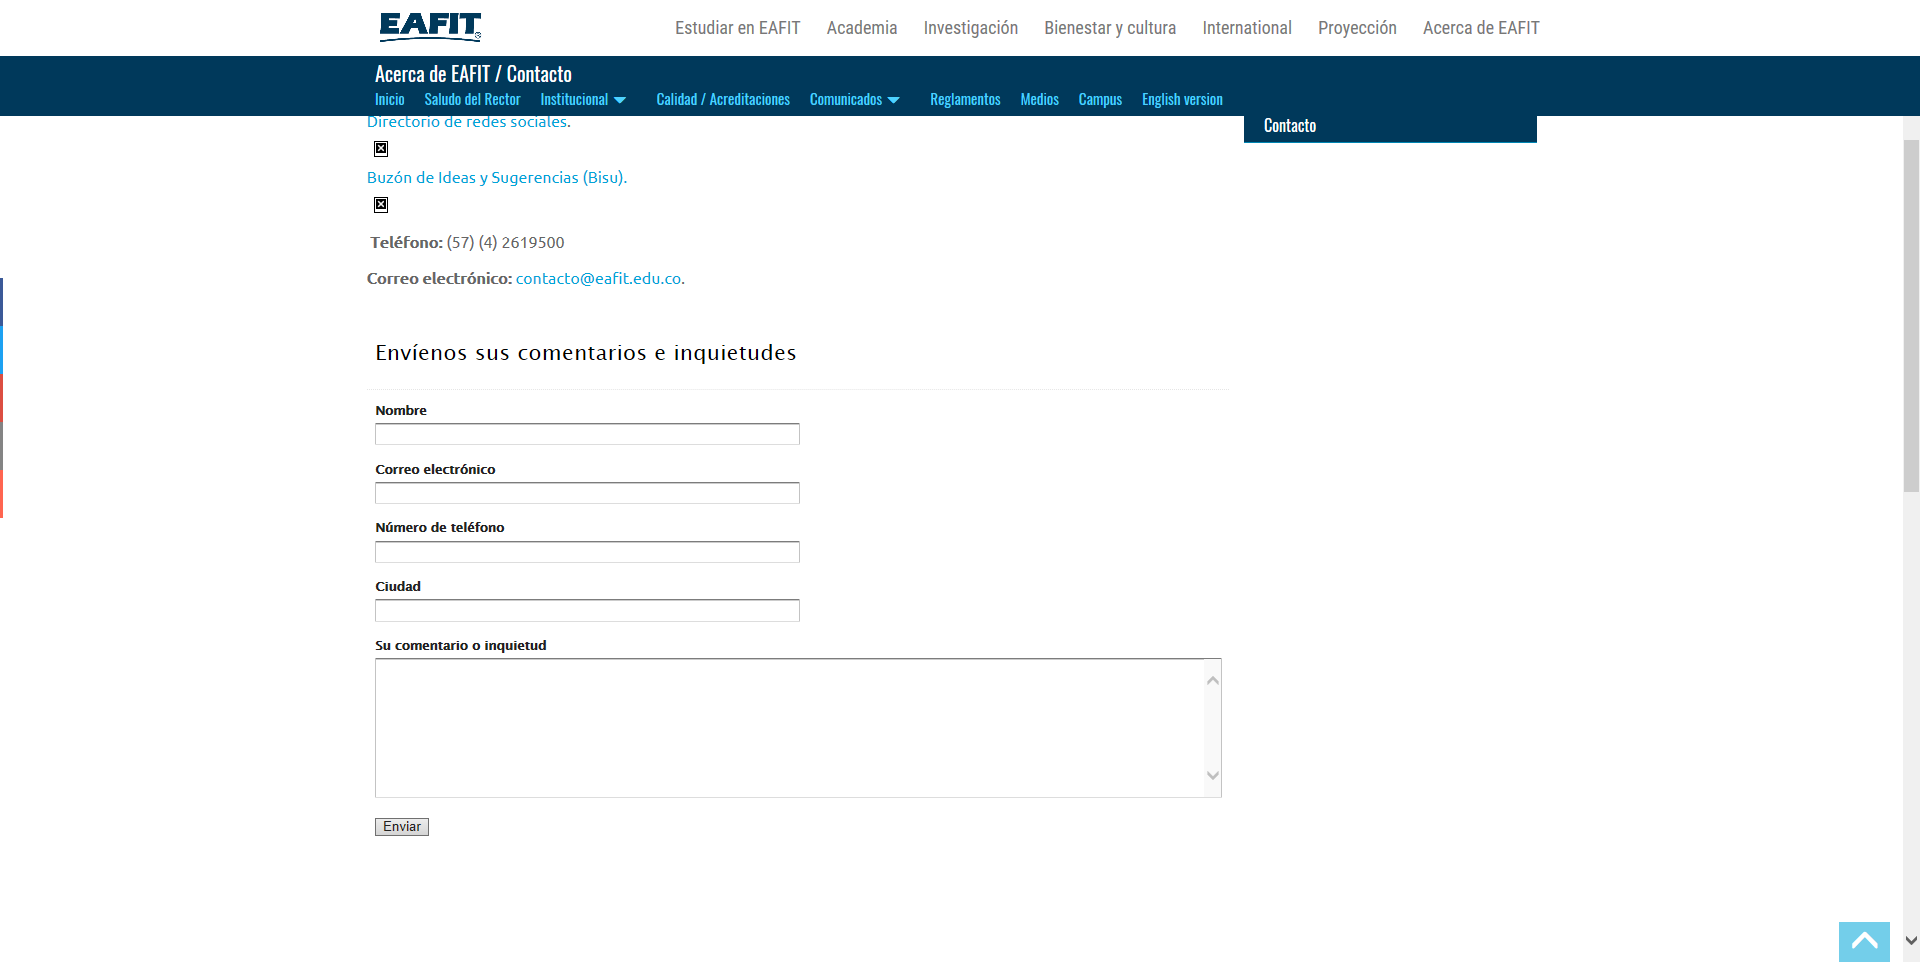 EAFIT®
Estudiar en EAFIT Academia Investigación Bienestar y cultura International Proyección Acerca de EAFIT
Acerca de EAFIT / Contacto
Inicio Saludo del Rector Institucional Calidad / Acreditaciones Comunicados Reglamentos Medios Campus English version
Directorio de redes sociales.
Contacto
Buzón de Ideas y Sugerencias (Bisu).
Teléfono: (57) (4) 2619500
Correo electrónico: contacto@eafit.edu.co.
Envíenos sus comentarios e inquietudes
Nombre
Correo electrónico
Número de teléfono
Ciudad
Su comentario o inquietud
Enviar